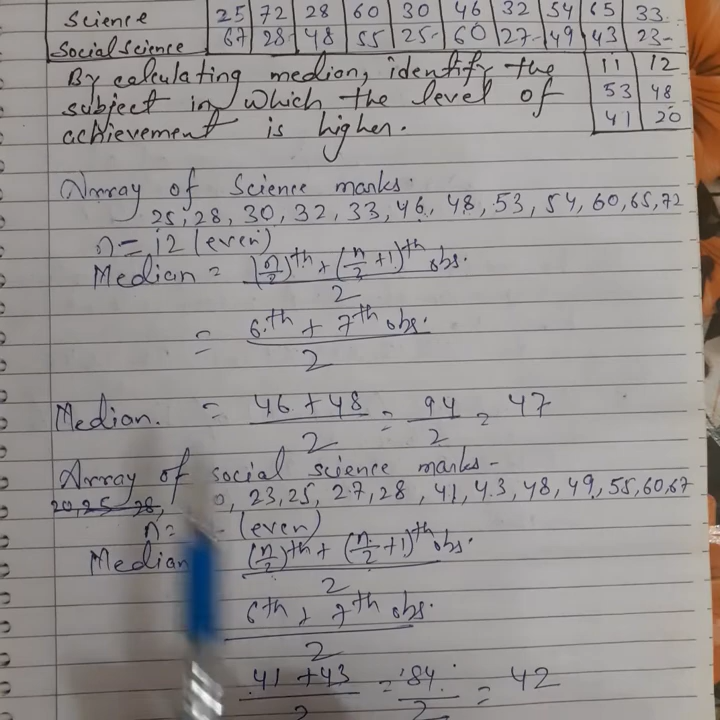 Science 25 72 28 60 30 46 32 54 65 33
Social Science 67 28 48 55 25 60 27 49 43 23
By calculating median, identify the 11 12
subject in which the level of 53 48
achievement is higher. 41 20
Array of Science marks.
25, 28, 30, 32, 33, 46, 48, 53, 54, 60, 65, 72
n = 12 (even)
Median = (n/2)th + (n/2 + 1)th obs.
2
= 6th + 7th obs.
2
Median. = 46 + 48 = 94 = 47
2 2
Array of social science marks -
20, 25, 28, 0, 23, 25, 27, 28, 41, 43, 48, 49, 55, 60, 67
n = (even)
Median (n/2)th + (n/2 + 1)th obs.
2
6th + 7th obs.
2
41 + 43 = 84 = 42
2 2